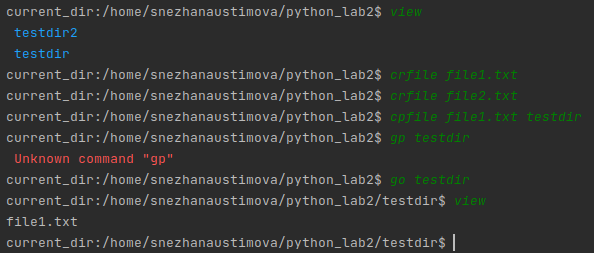 current_dir:/home/snezhanaustimova/python_lab2$ view
testdir2
testdir
current_dir:/home/snezhanaustimova/python_lab2$ crfile file1.txt
current_dir:/home/snezhanaustimova/python_lab2$ crfile file2.txt
current_dir:/home/snezhanaustimova/python_lab2$ cpfile file1.txt testdir
current_dir:/home/snezhanaustimova/python_lab2$ gp testdir
Unknown command "gp"
current_dir:/home/snezhanaustimova/python_lab2$ go testdir
current_dir:/home/snezhanaustimova/python_lab2/testdir$ view
file1.txt
current_dir:/home/snezhanaustimova/python_lab2/testdir$